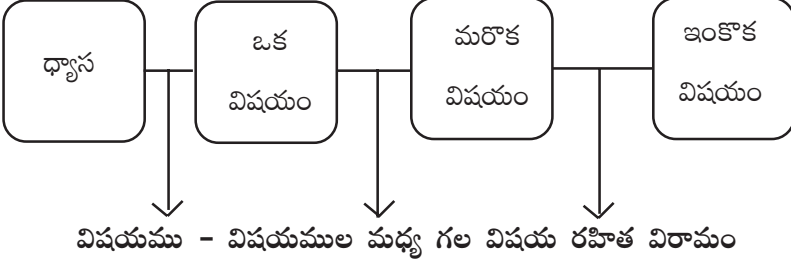 ధ్యాస
ఒక
విషయం
మరొక
విషయం
ఇంకొక
విషయం
విషయము - విషయముల మధ్య గల విషయ రహిత విరామం